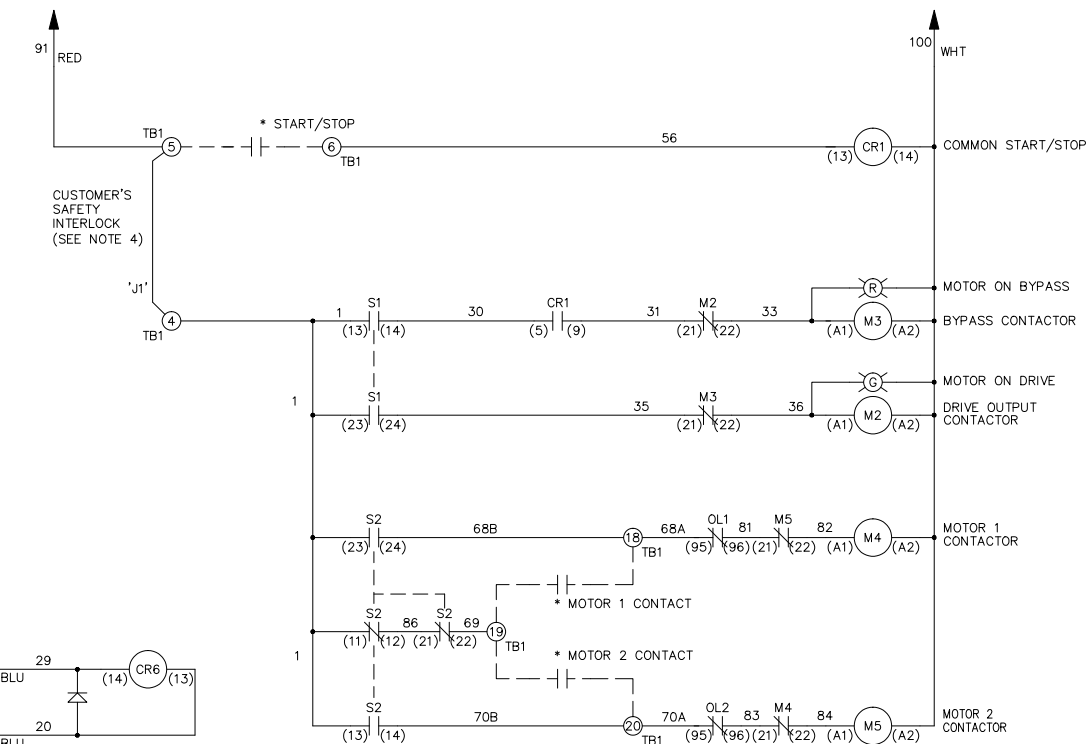 91
RED
100
WHT
TB1
5
* START/STOP
6
TB1
56
(13)
CR1
(14)
COMMON START/STOP
CUSTOMER'S
SAFETY
INTERLOCK
(SEE NOTE 4)
'J1'
4
TB1
R
MOTOR ON BYPASS
1
S1
(13)
(14)
30
CR1
(5)
(9)
31
M2
(21)
(22)
33
(A1)
M3
(A2)
BYPASS CONTACTOR
G
MOTOR ON DRIVE
1
S1
(23)
(24)
35
M3
(21)
(22)
36
(A1)
M2
(A2)
DRIVE OUTPUT
CONTACTOR
S2
(23)
(24)
68B
18
TB1
68A
OL1
(95)
(96)
81
M5
(21)
(22)
82
(A1)
M4
(A2)
MOTOR 1
CONTACTOR
* MOTOR 1 CONTACT
S2
(11)
(12)
86
S2
(21)
(22)
69
19
TB1
1
* MOTOR 2 CONTACT
S2
(13)
(14)
70B
20
TB1
70A
OL2
(95)
(96)
83
M4
(21)
(22)
84
(A1)
M5
(A2)
MOTOR 2
CONTACTOR
29
BLU
(14)
CR6
(13)
20
BLU